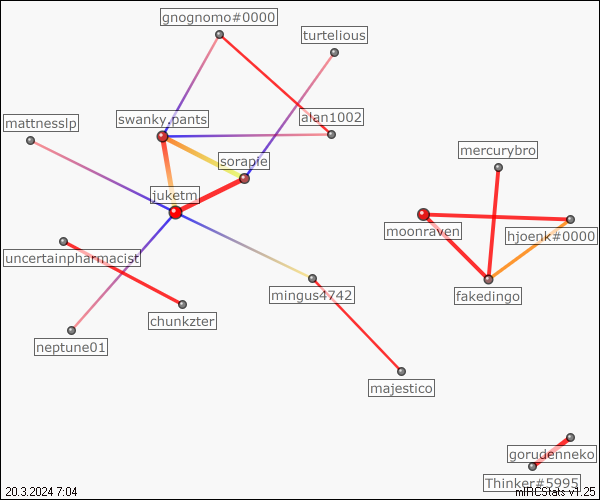 gnognomo#0000
turtelious
swanky.pants
alan1002
mattnesslp
mercurybro
sorapie
juketm
moonraven
hjoenk#0000
uncertainpharmacist
mingus4742
fakedingo
chunkzter
neptune01
majestico
gorudenneko
Thinker#5995
20.3.2024 7:04
mIRCStats v1.25